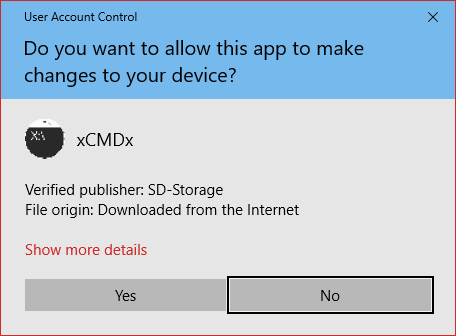 User Account Control
Do you want to allow this app to make
changes to your device?
X:\
xCMDx
Verified publisher: SD-Storage
File origin: Downloaded from the Internet
Show more details
Yes
No